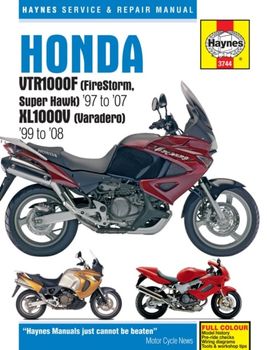 HAYNES SERVICE & REPAIR MANUAL
HONDA
Haynes
3744
VTR1000F (FireStorm,
Super Hawk) '97 to '07
XL1000V (Varadero)
'99 to '08
Varadero
"Haynes Manuals just cannot be beaten"
Motor Cycle News
FULL COLOUR
Model history
Pre-ride checks
Wiring diagrams
Tools & workshop tips